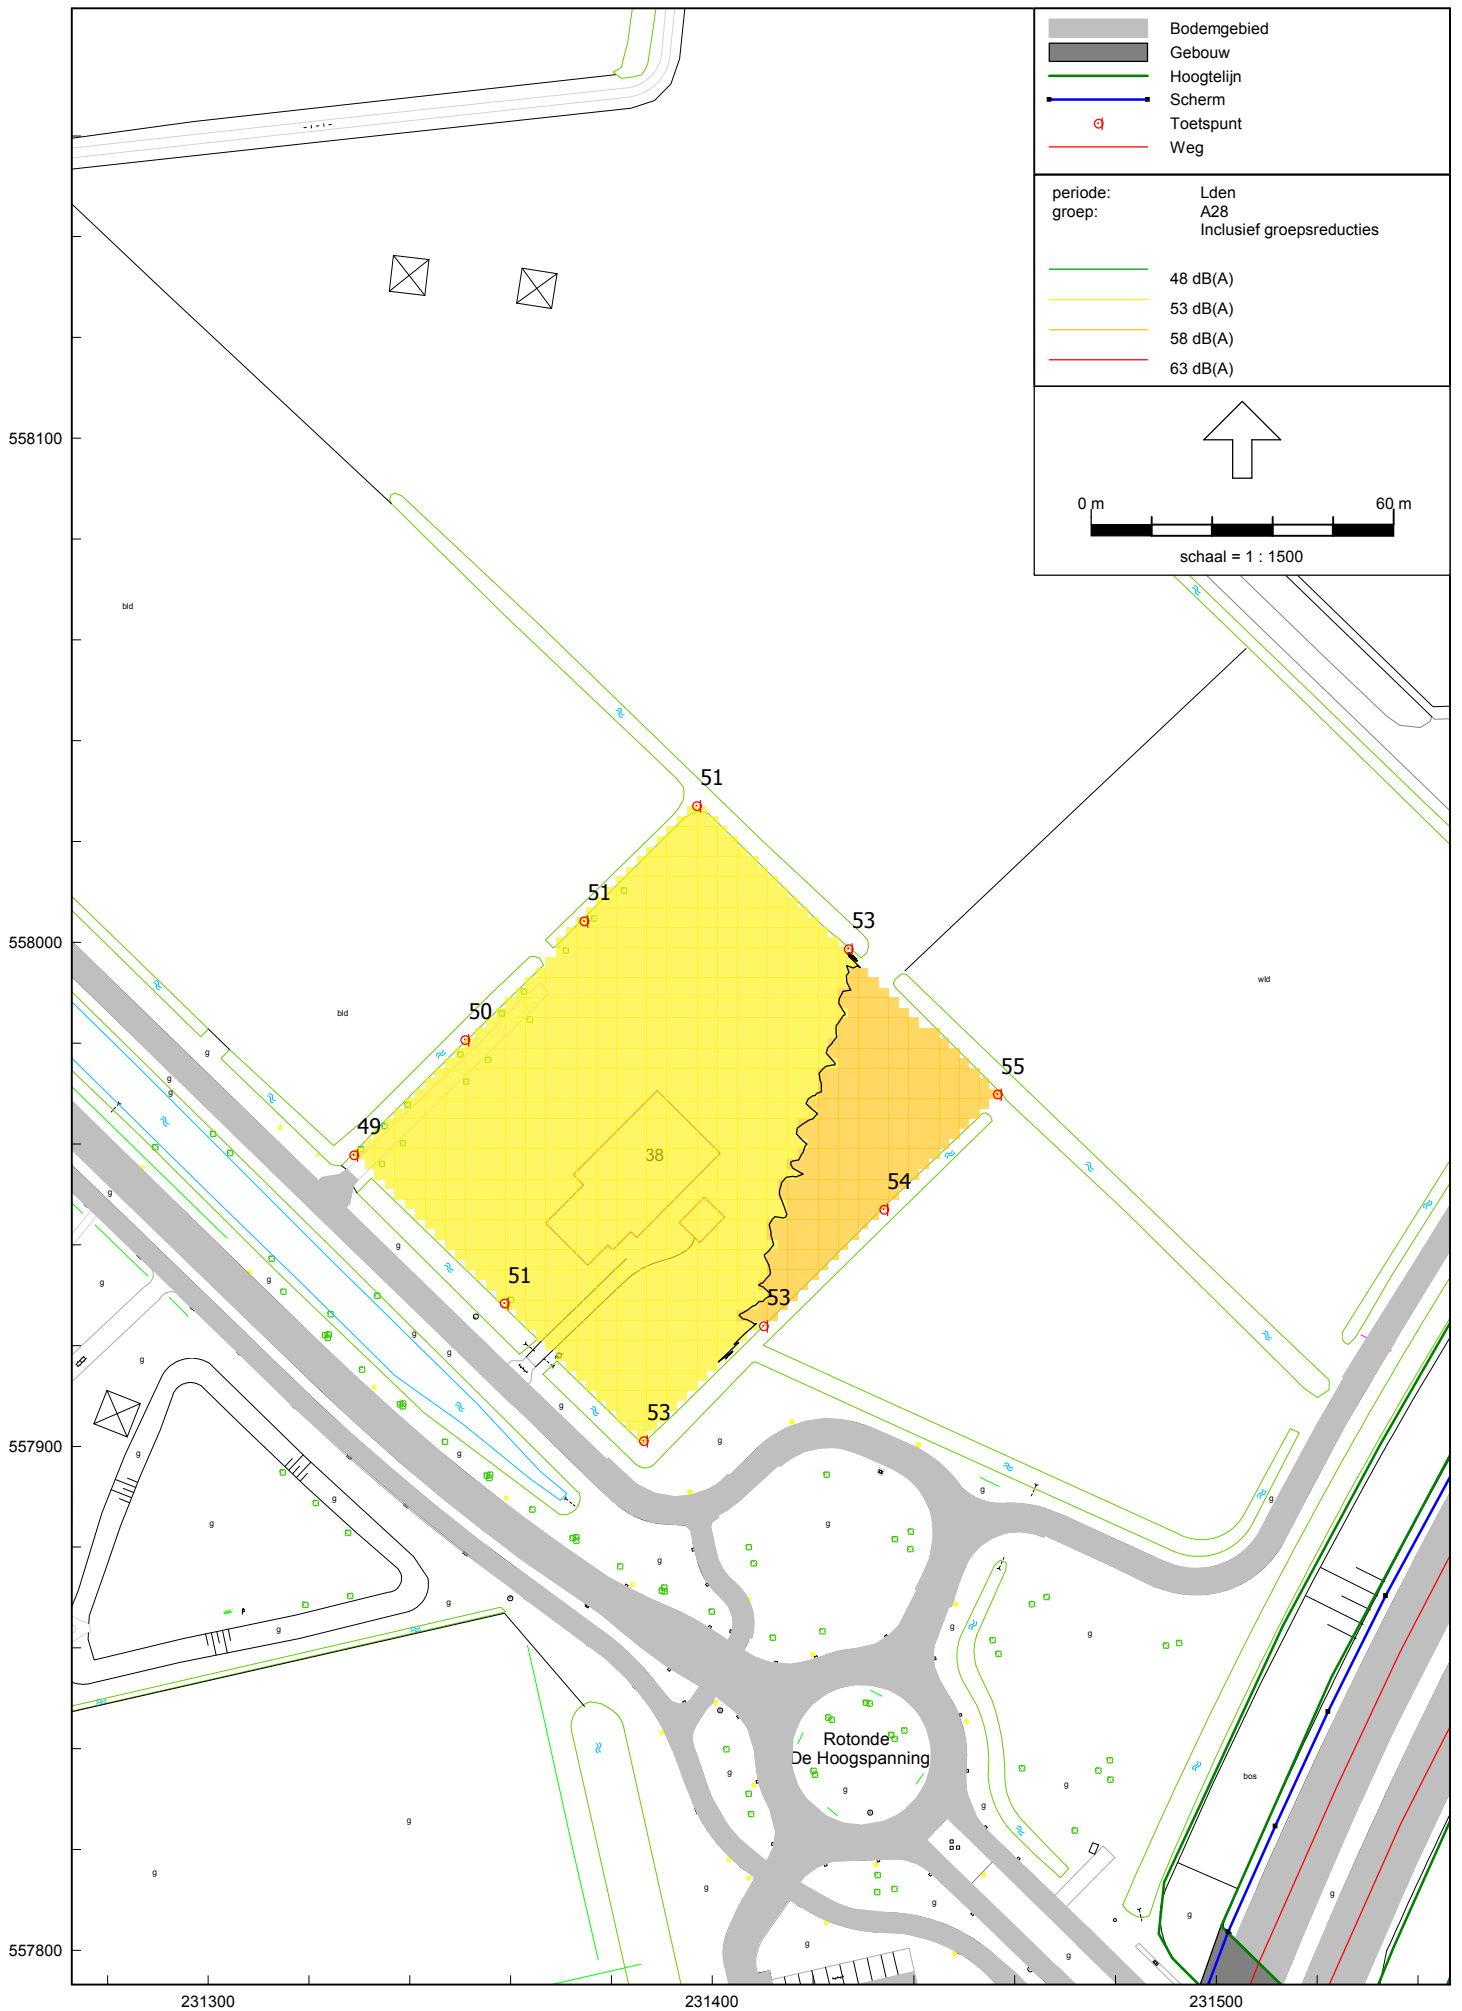 Bodemgebied
Gebouw
Hoogtelijn
Scherm
Toetspunt
Weg
periode: Lden
groep: A28
Inclusief groepsreducties
48 dB(A)
53 dB(A)
58 dB(A)
63 dB(A)
0 m 60 m
schaal = 1 : 1500
558100
bld
51
51
53
558000
wld
bld
50
g
55
g
g
49
38
54
g
g
g
51
53
g
g
g
g
53
g
557900
g
g
g
g
g
g
g
g
g
g
g
g
g
Rotonde
De Hoogspanning
g
bos
g
g
g
g
g
g
g
g
g
g
g
g
557800
231300
231400
231500